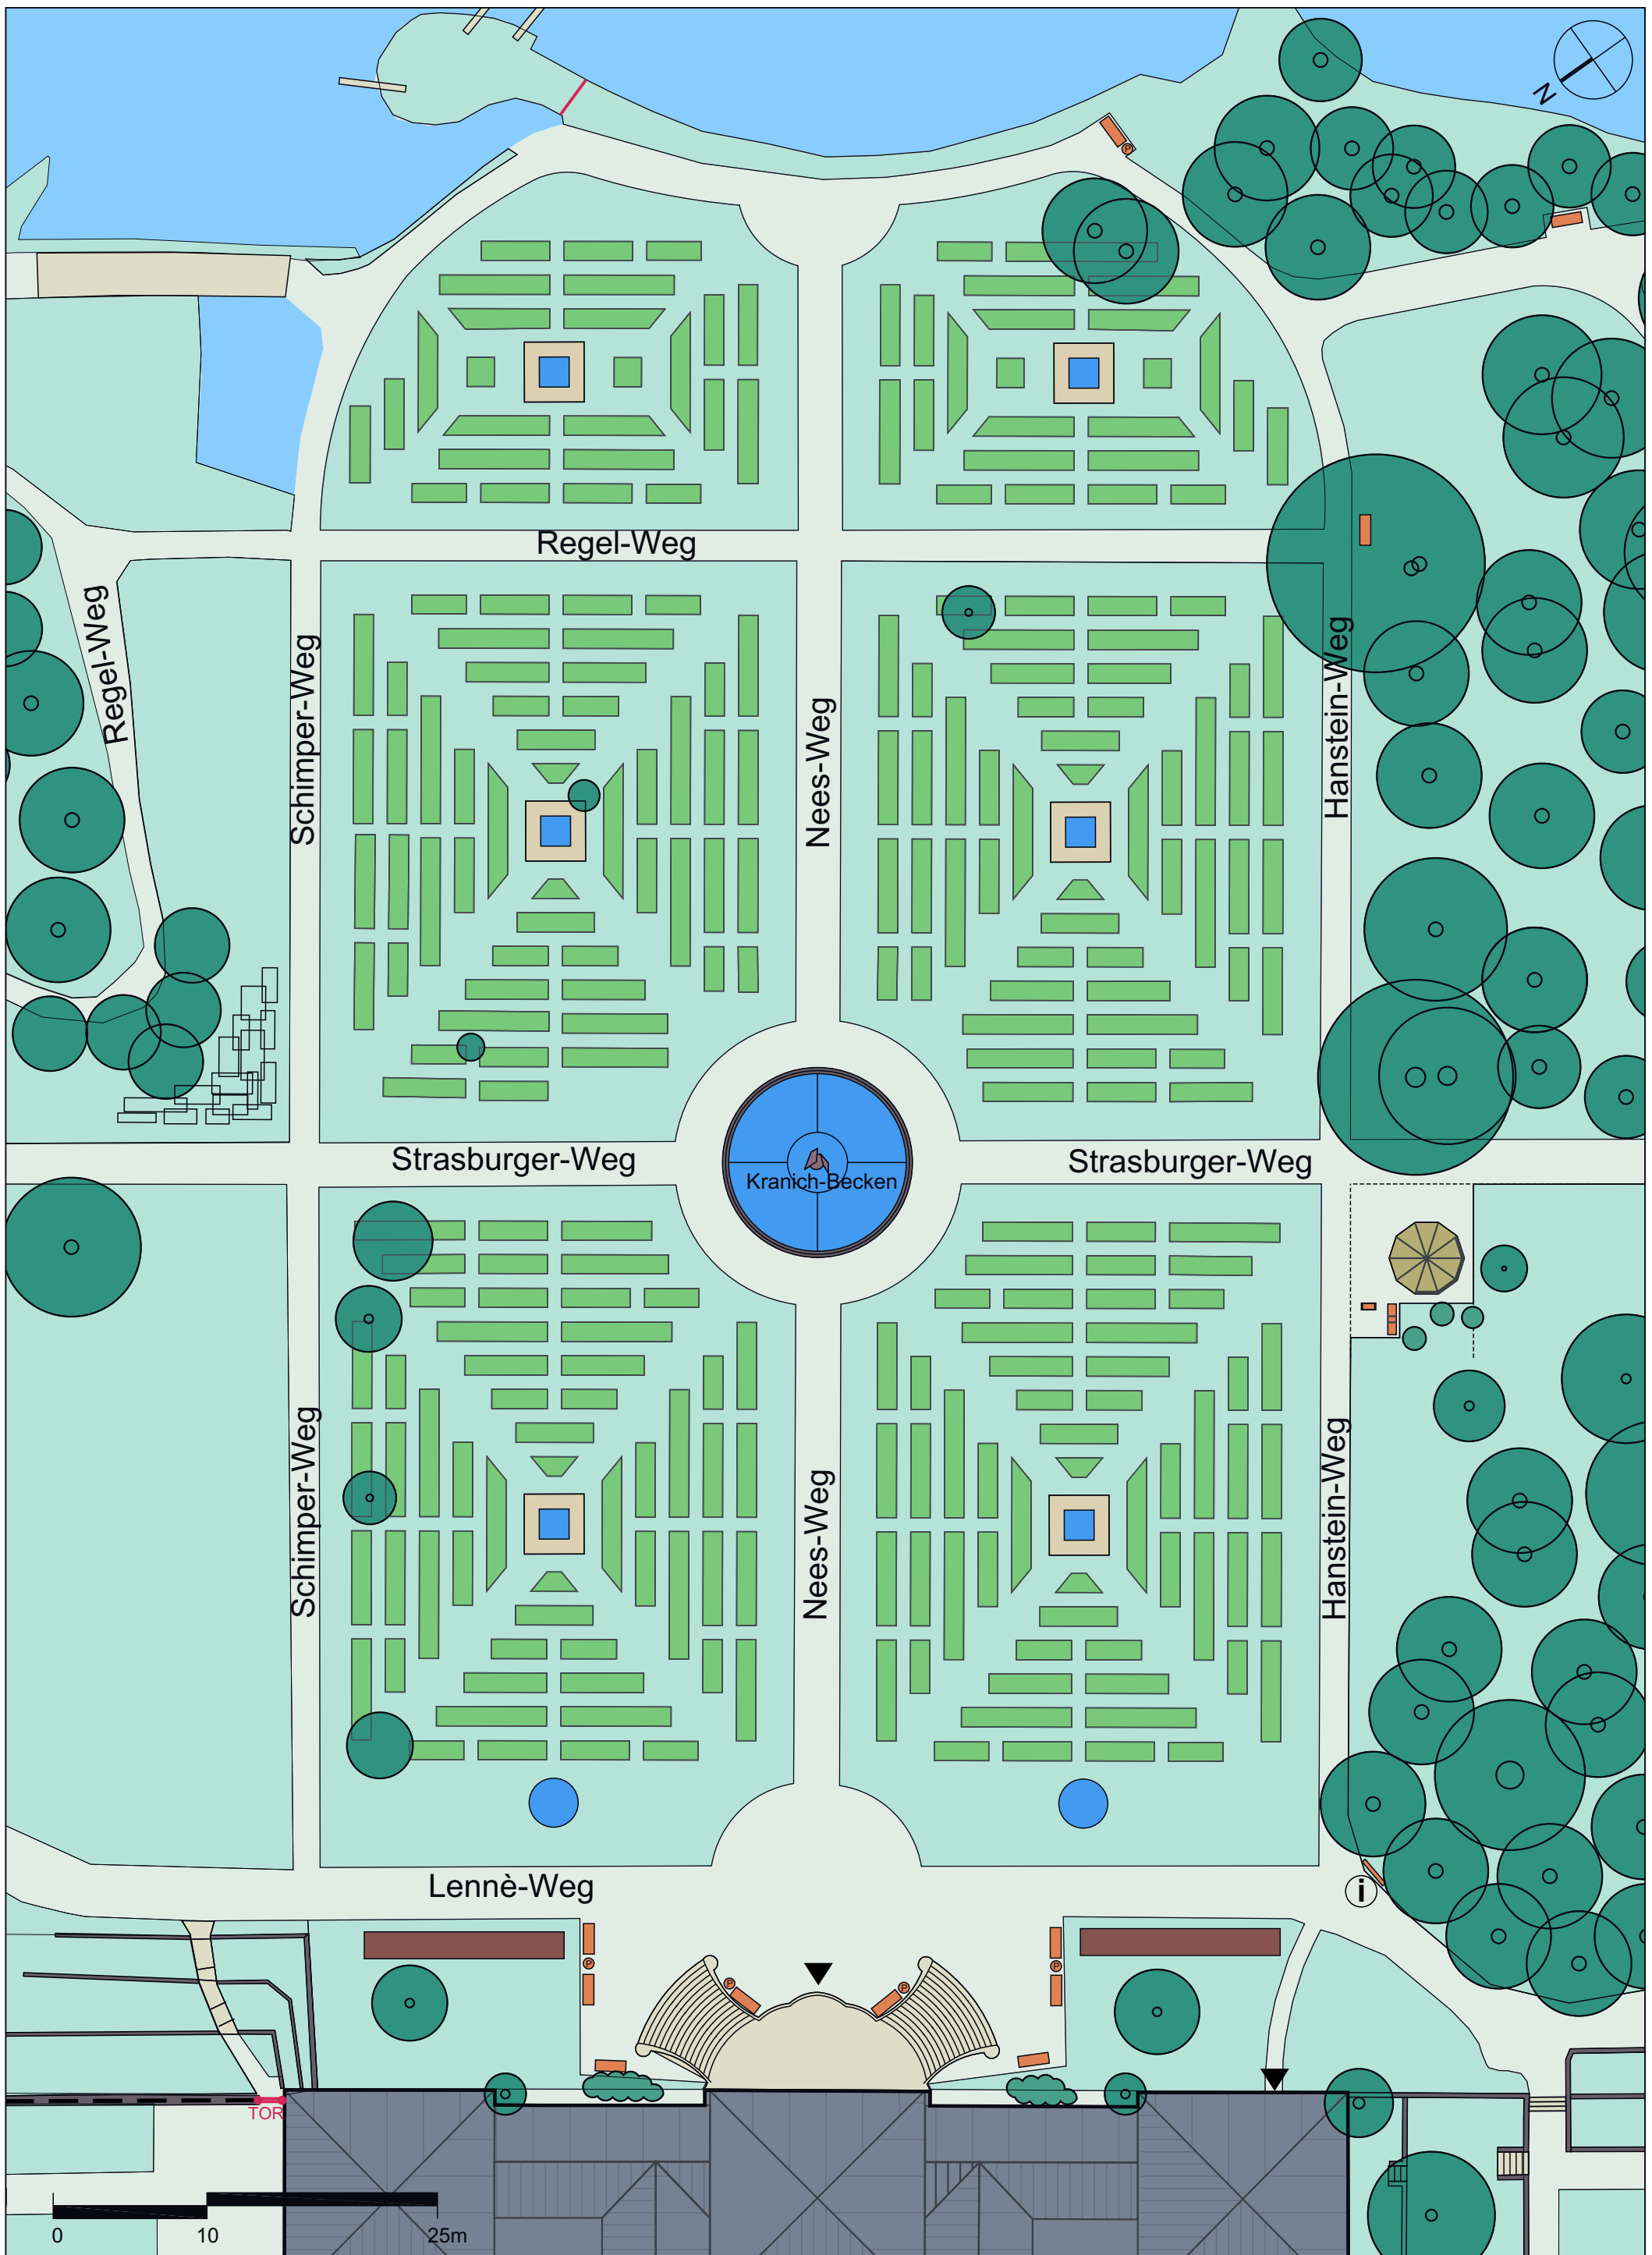 N
P
Regel-Weg
Regel-Weg
Schimper-Weg
Nees-Weg
Hanstein-Weg
Strasburger-Weg
Strasburger-Weg
Kranich-Becken
Schimper-Weg
Nees-Weg
Hanstein-Weg
Lennè-Weg
i
P
P
P
P
TOR
0 10 25m